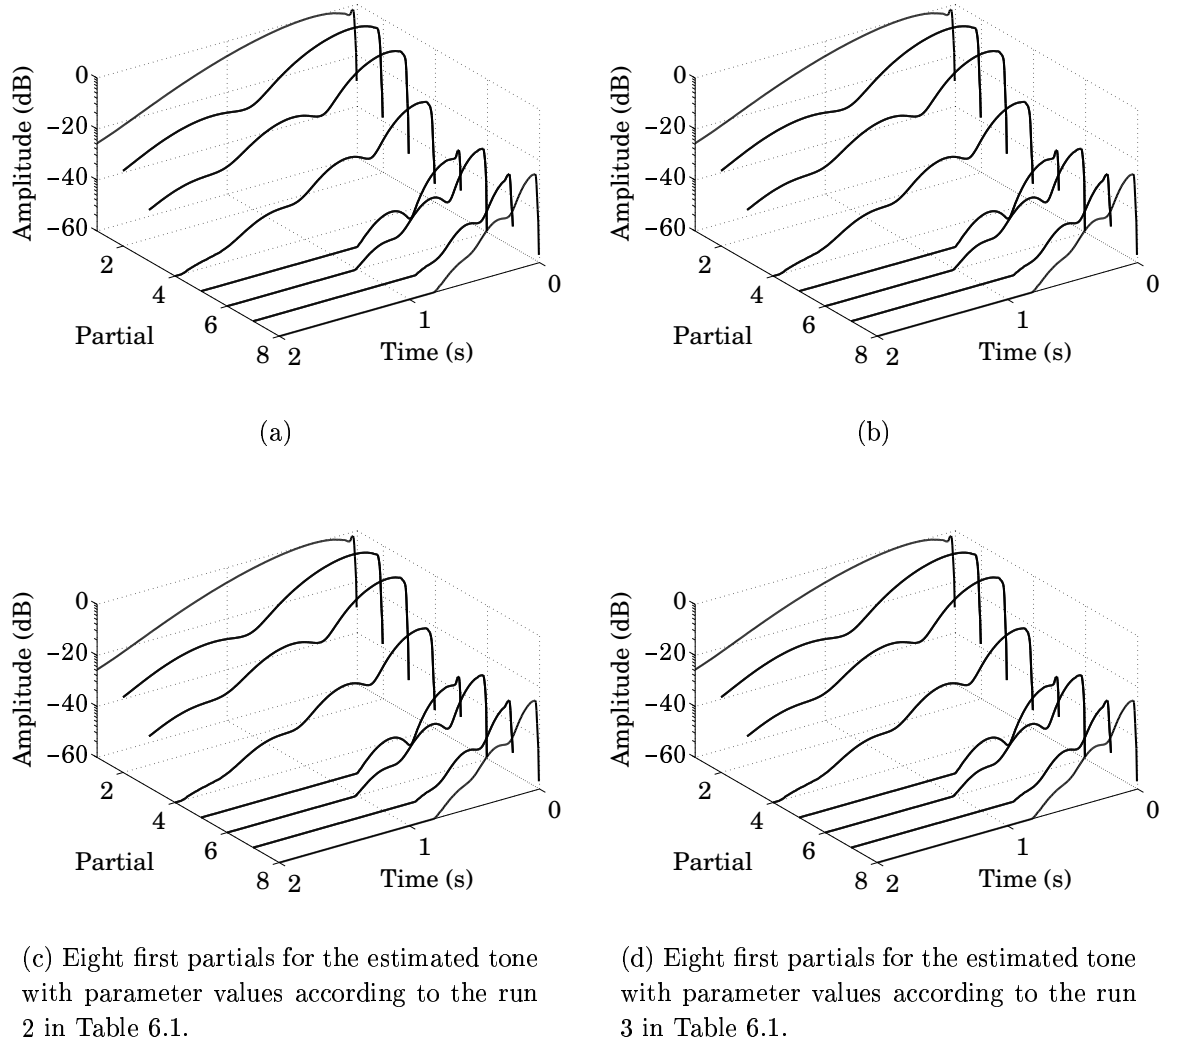 Amplitude (dB)
0
−20
−40
−60
2
4
6
8
Partial
2
1
0
Time (s)
(a)
Amplitude (dB)
0
−20
−40
−60
2
4
6
8
Partial
2
1
0
Time (s)
(b)
Amplitude (dB)
0
−20
−40
−60
2
4
6
8
Partial
2
1
0
Time (s)
(c) Eight first partials for the estimated tone
with parameter values according to the run
2 in Table 6.1.
Amplitude (dB)
0
−20
−40
−60
2
4
6
8
Partial
2
1
0
Time (s)
(d) Eight first partials for the estimated tone
with parameter values according to the run
3 in Table 6.1.